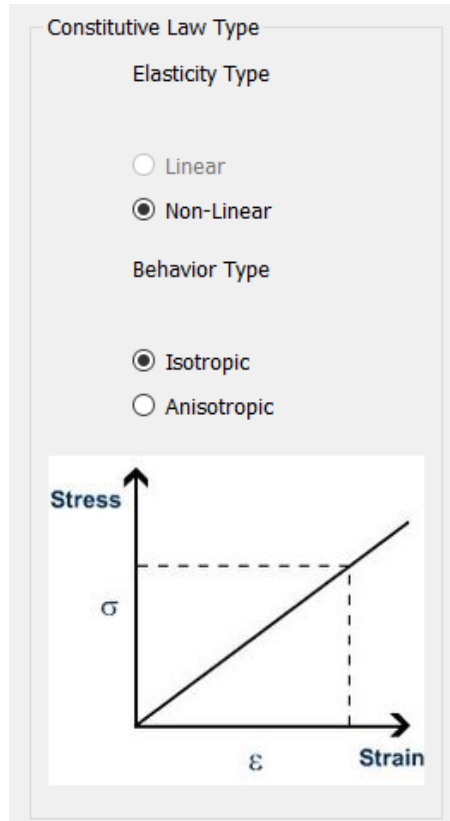 Constitutive Law Type
Elasticity Type
Linear
Non-Linear
Behavior Type
Isotropic
Anisotropic
Stress
σ
ε
Strain